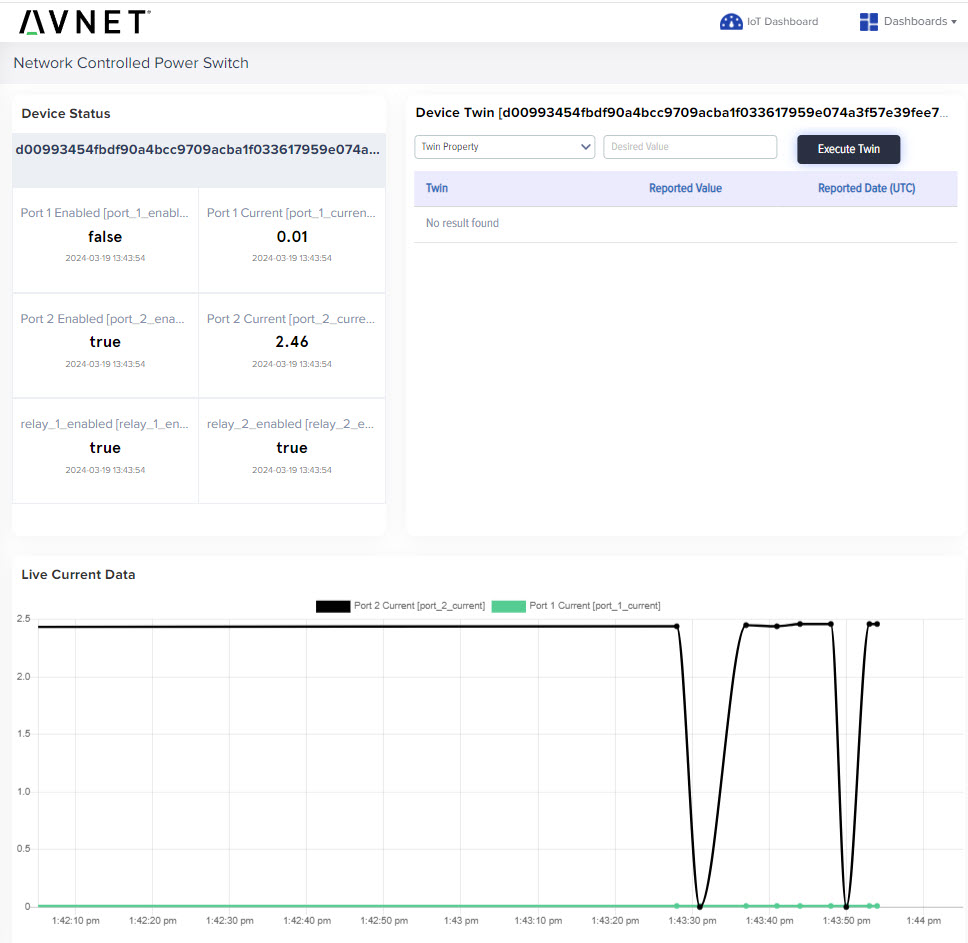 AVNET®
IoT Dashboard
Dashboards
Network Controlled Power Switch
Device Status
d00993454fbdf90a4bcc9709acba1f033617959e074a...
Port 1 Enabled [port_1_enabl...
false
2024-03-19 13:43:54
Port 1 Current [port_1_curren...
0.01
2024-03-19 13:43:54
Port 2 Enabled [port_2_ena...
true
2024-03-19 13:43:54
Port 2 Current [port_2_curre...
2.46
2024-03-19 13:43:54
relay_1_enabled [relay_1_en...
true
2024-03-19 13:43:54
relay_2_enabled [relay_2_e...
true
2024-03-19 13:43:54
Device Twin [d00993454fbdf90a4bcc9709acba1f033617959e074a3f57e39fee7...
Twin Property
Desired Value
Execute Twin
Twin Reported Value Reported Date (UTC)
No result found
Live Current Data
Port 2 Current [port_2_current] Port 1 Current [port_1_current]
2.5
2.0
1.5
1.0
0.5
0
1:42:10 pm 1:42:20 pm 1:42:30 pm 1:42:40 pm 1:42:50 pm 1:43 pm 1:43:10 pm 1:43:20 pm 1:43:30 pm 1:43:40 pm 1:43:50 pm 1:44 pm